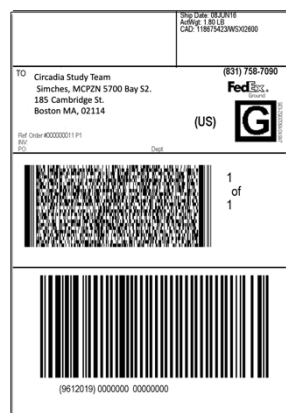 Ship Date: 08JUN16
ActWgt: 1.80 LB
CAD: 118675423/WSXI2600
TO Circadia Study Team
(831) 758-7090
Simches, MCPZN 5700 Bay S2.
185 Cambridge St.
Boston MA, 02114
FedEx.
Ground
(US)
G
Ref: Order #000000011 P1
INV:
PO:
Dept:
1
of
1
(9612019) 0000000 00000000